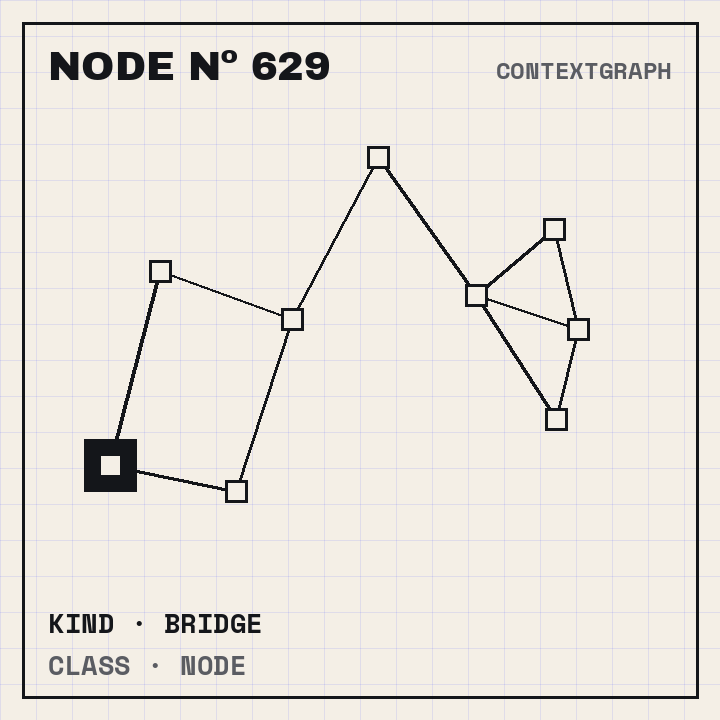 NODE Nº 629
CONTEXTGRAPH
KIND · BRIDGE
CLASS · NODE